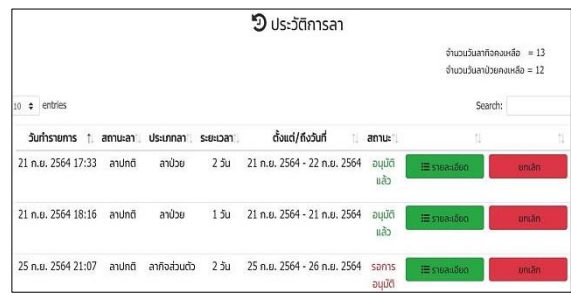 ประวัติการลา
จำนวนวันลากิจคงเหลือ = 13
จำนวนวันลาป่วยคงเหลือ = 12
10 entries
Search:
วันทำรายการ สถานะลา ประเภทลา ระยะเวลา ตั้งแต่/ถึงวันที่ สถานะ
21 ก.ย. 2564 17:33 ลาปกติ ลาป่วย 2 วัน 21 ก.ย. 2564 - 22 ก.ย. 2564 อนุมัติ
แล้ว
รายละเอียด ยกเลิก
21 ก.ย. 2564 18:16 ลาปกติ ลาป่วย 1 วัน 21 ก.ย. 2564 - 21 ก.ย. 2564 อนุมัติ
แล้ว
รายละเอียด ยกเลิก
25 ก.ย. 2564 21:07 ลาปกติ ลากิจส่วนตัว 2 วัน 25 ก.ย. 2564 - 26 ก.ย. 2564 รอการ
อนุมัติ
รายละเอียด ยกเลิก